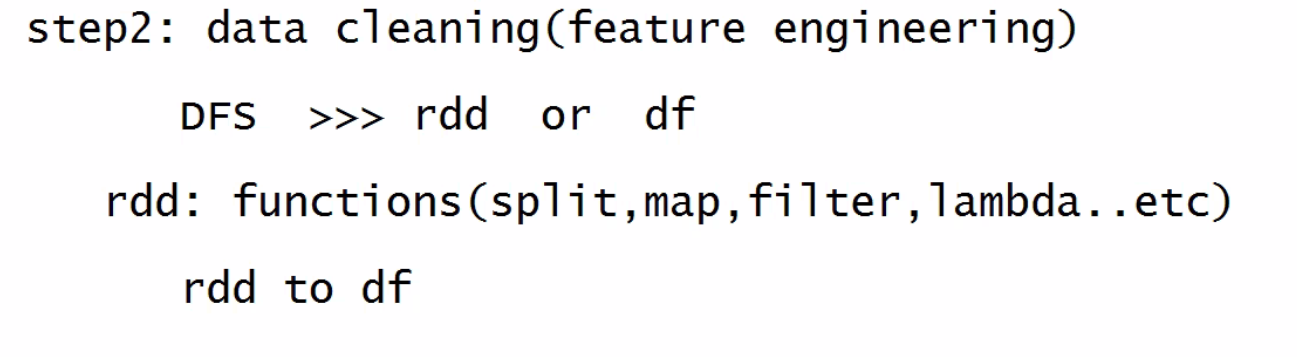 step2: data cleaning(feature engineering)
DFS >>> rdd or df
rdd: functions(split,map,filter,lambda..etc)
rdd to df